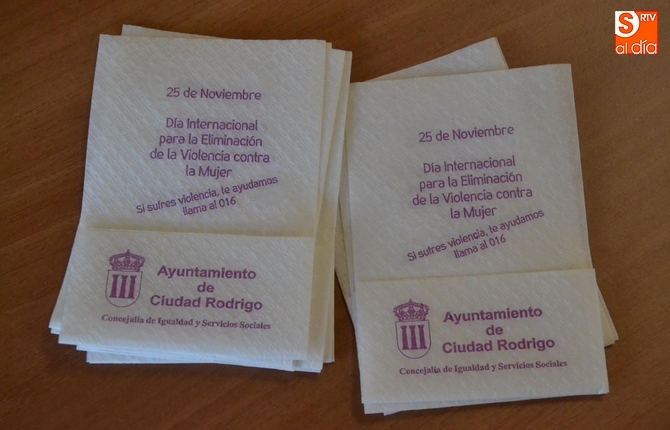 25 de Noviembre
Día Internacional
para la Eliminación
de la Violencia contra
la Mujer
Si sufres violencia, te ayudamos
llama al 016
Ayuntamiento
de
Ciudad Rodrigo
Concejalía de Igualdad y Servicios Sociales
25 de Noviembre
Día Internacional
para la Eliminación
de la Violencia contra
la Mujer
Si sufres violencia, te ayudamos
llama al 016
Ayuntamiento
de
Ciudad Rodrigo
Concejalía de Igualdad y Servicios Sociales
S RTV
al día